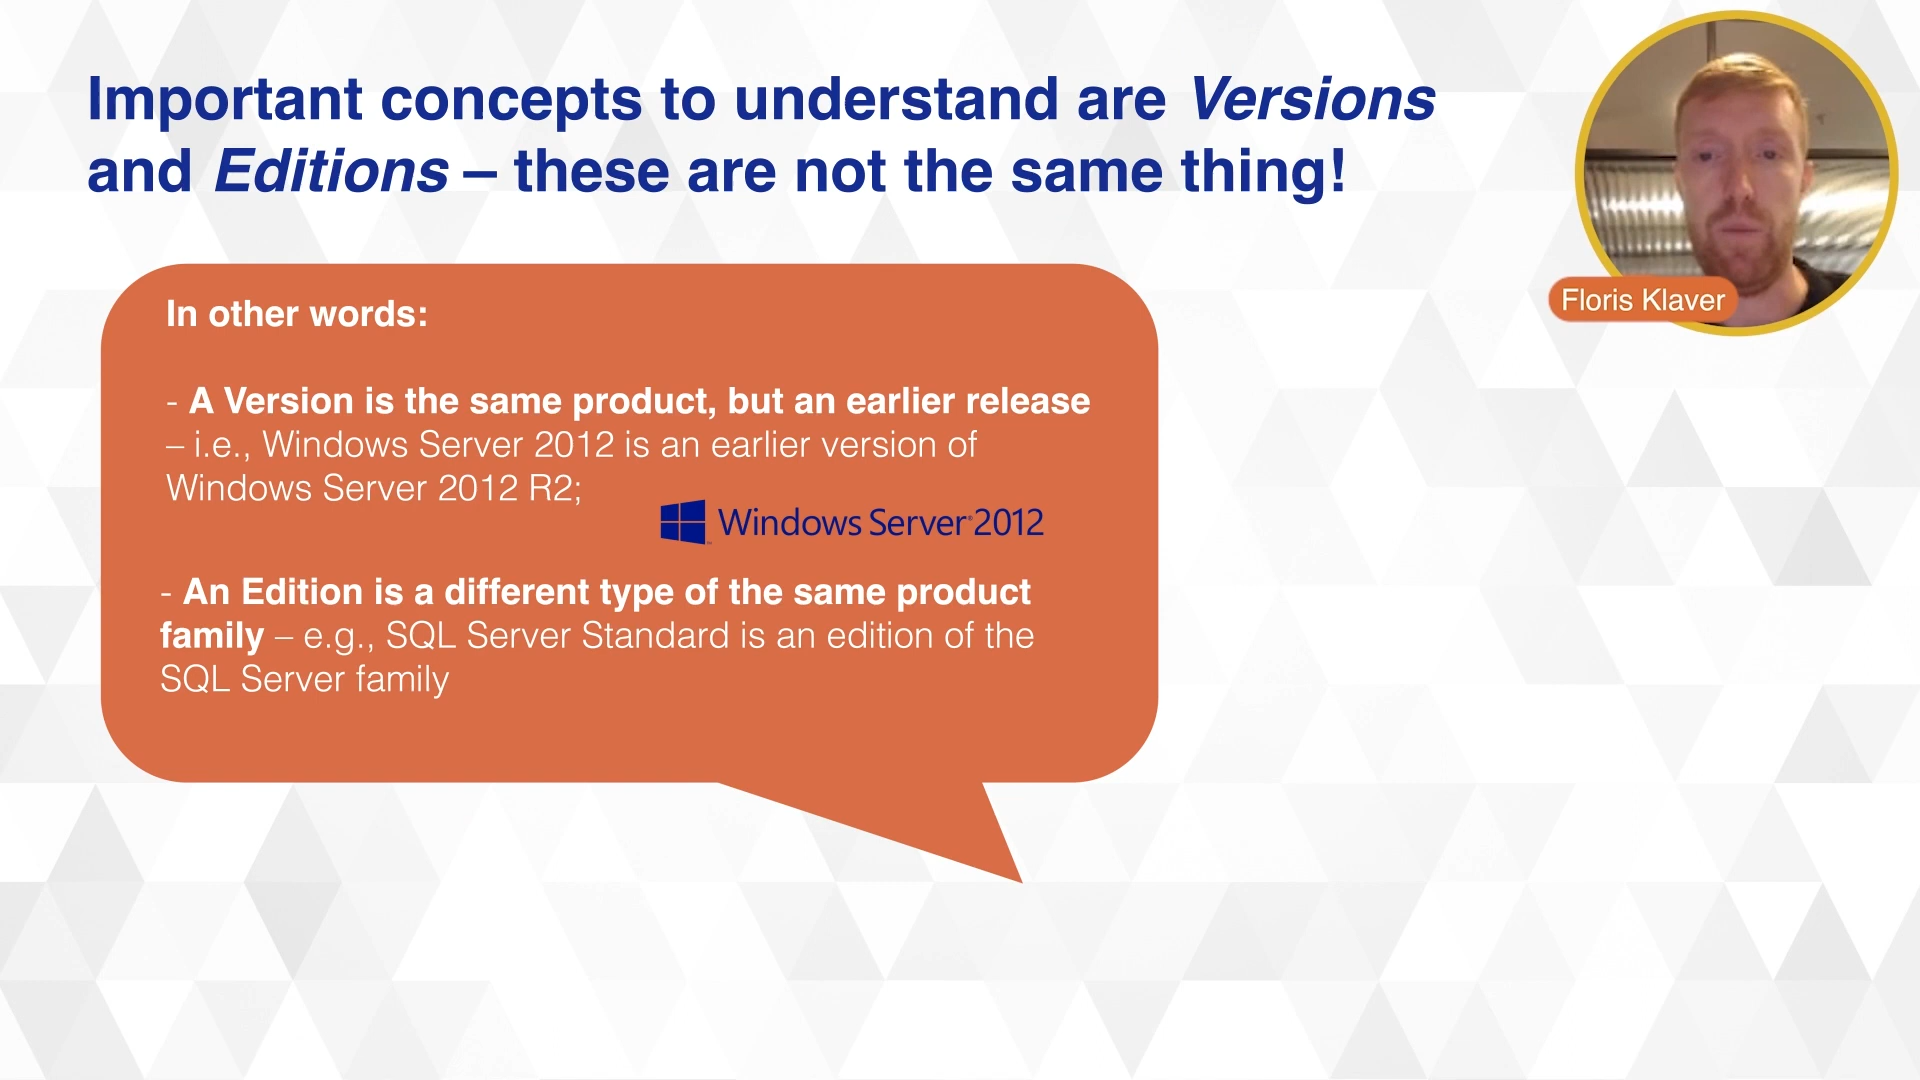 Important concepts to understand are Versions
and Editions – these are not the same thing!
Floris Klaver
In other words:
- A Version is the same product, but an earlier release
– i.e., Windows Server 2012 is an earlier version of
Windows Server 2012 R2;
Windows Server® 2012
- An Edition is a different type of the same product
family – e.g., SQL Server Standard is an edition of the
SQL Server family